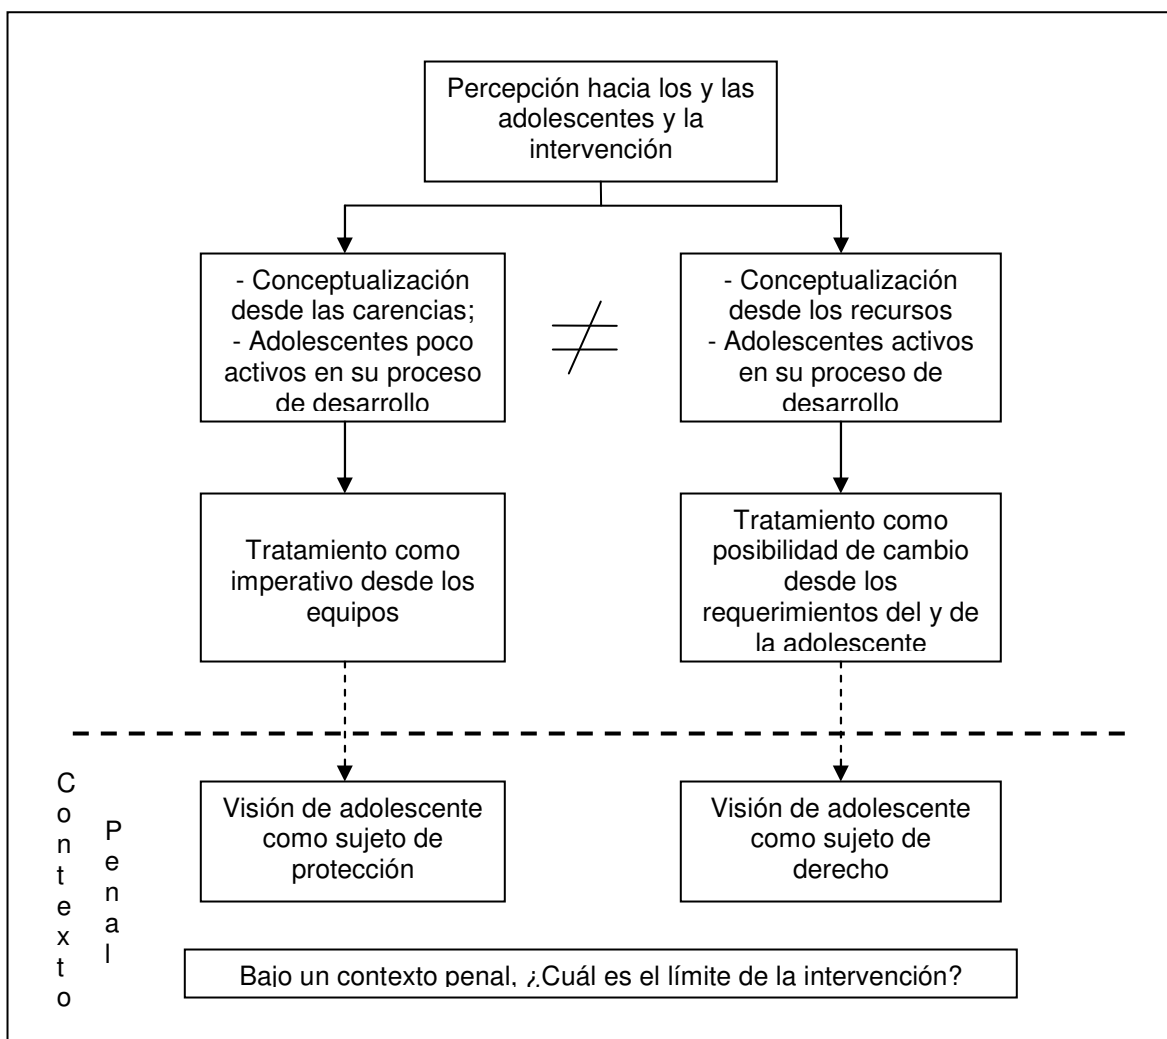 Percepción hacia los y las
adolescentes y la
intervención
- Conceptualización
desde las carencias;
- Adolescentes poco
activos en su proceso
de desarrollo
≠
- Conceptualización
desde los recursos
- Adolescentes activos
en su proceso de
desarrollo
Tratamiento como
imperativo desde los
equipos
Tratamiento como
posibilidad de cambio
desde los
requerimientos del y de
la adolescente
Contexto
Penal
Visión de adolescente
como sujeto de
protección
Visión de adolescente
como sujeto de
derecho
Bajo un contexto penal, ¿Cuál es el límite de la intervención?